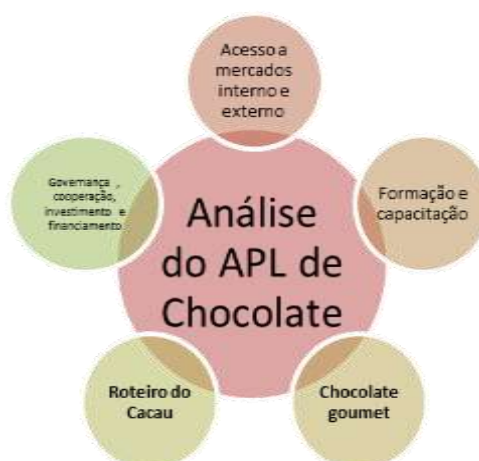 Acesso a
mercados
interno e
externo
Governança ,
cooperação,
investimento e
financiamento
Análise
do APL de
Chocolate
Formação e
capacitação
Roteiro do
Cacau
Chocolate
goumet